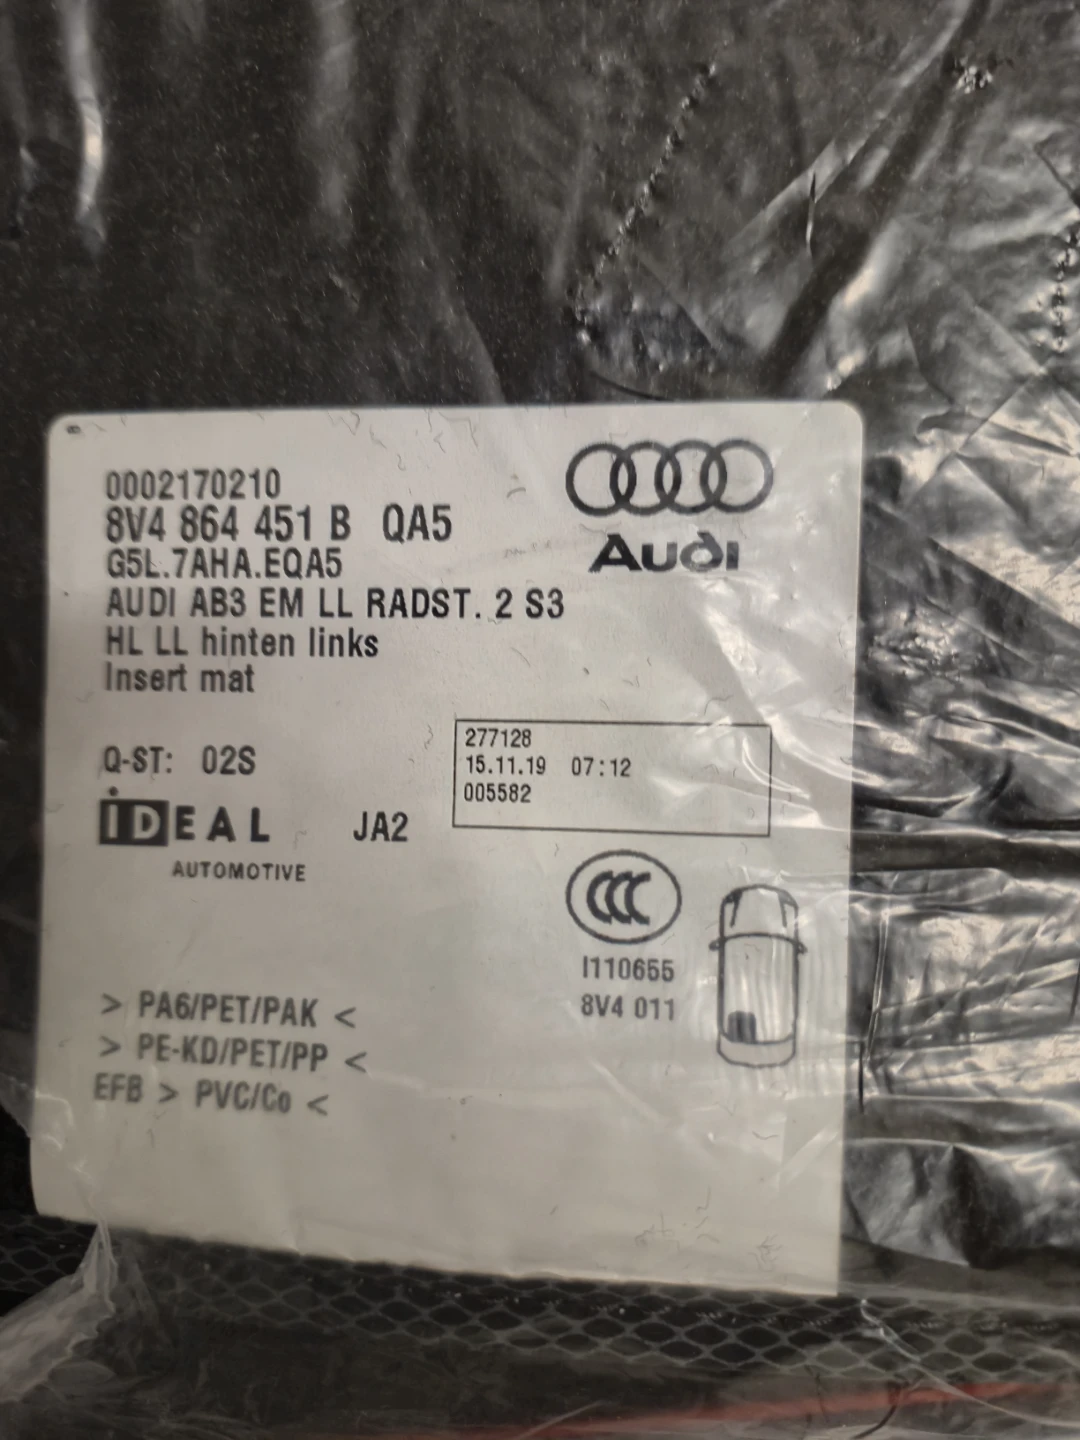 0002170210
8V4 864 451 B QA5
G5L.7AHA.EQA5
AUDI AB3 EM LL RADST. 2 S3
HL LL hinten links
Insert mat
Audi
Q-ST: 02S
277128
15.11.19 07:12
005582
IDEAL
AUTOMOTIVE
JA2
CCC
I110655
8V4 011
> PA6/PET/PAK <
> PE-KD/PET/PP <
EFB > PVC/Co <